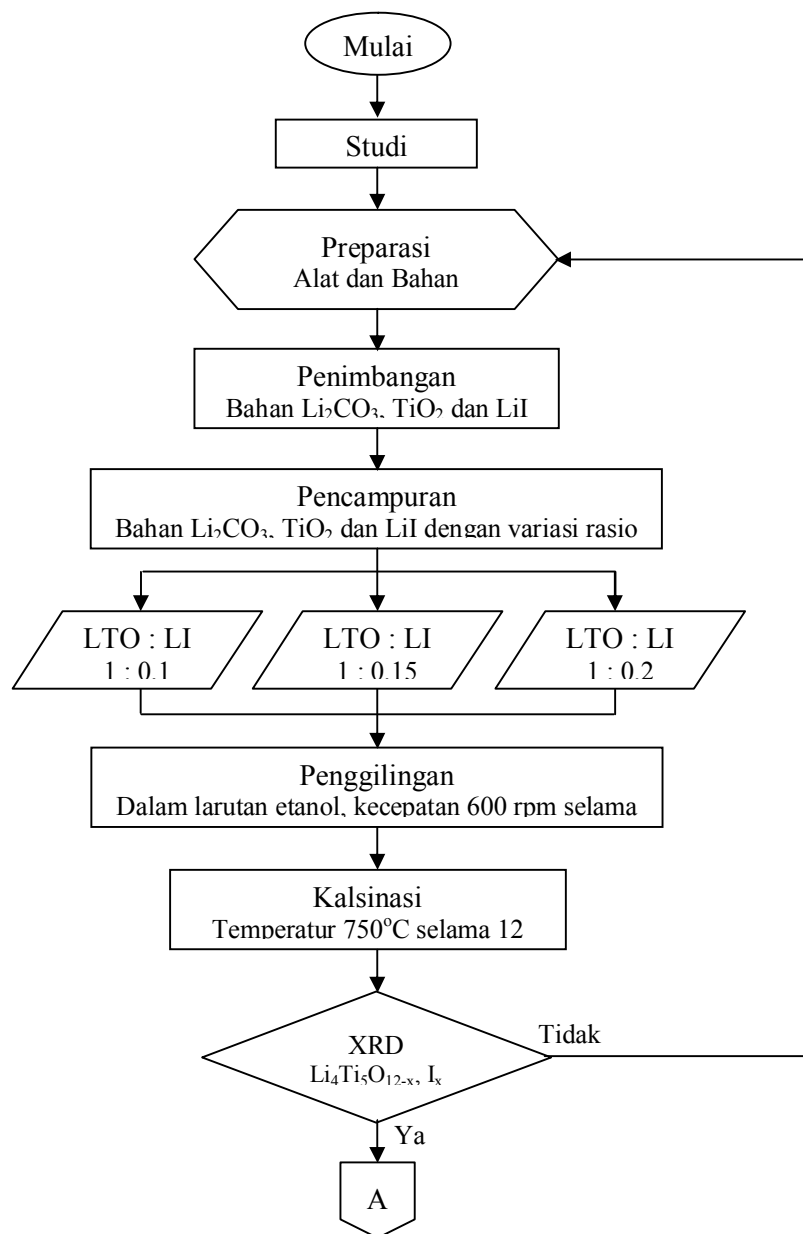 Mulai
Studi
Preparasi
Alat dan Bahan
Penimbangan
Bahan Li₂CO₃, TiO₂ dan LiI
Pencampuran
Bahan Li₂CO₃, TiO₂ dan LiI dengan variasi rasio
LTO : LI
1 : 0.1
LTO : LI
1 : 0.15
LTO : LI
1 : 0.2
Penggilingan
Dalam larutan etanol, kecepatan 600 rpm selama
Kalsinasi
Temperatur 750°C selama 12
XRD
Li₄Ti₅O₁₂₋ₓ, Iₓ
Tidak
Ya
A